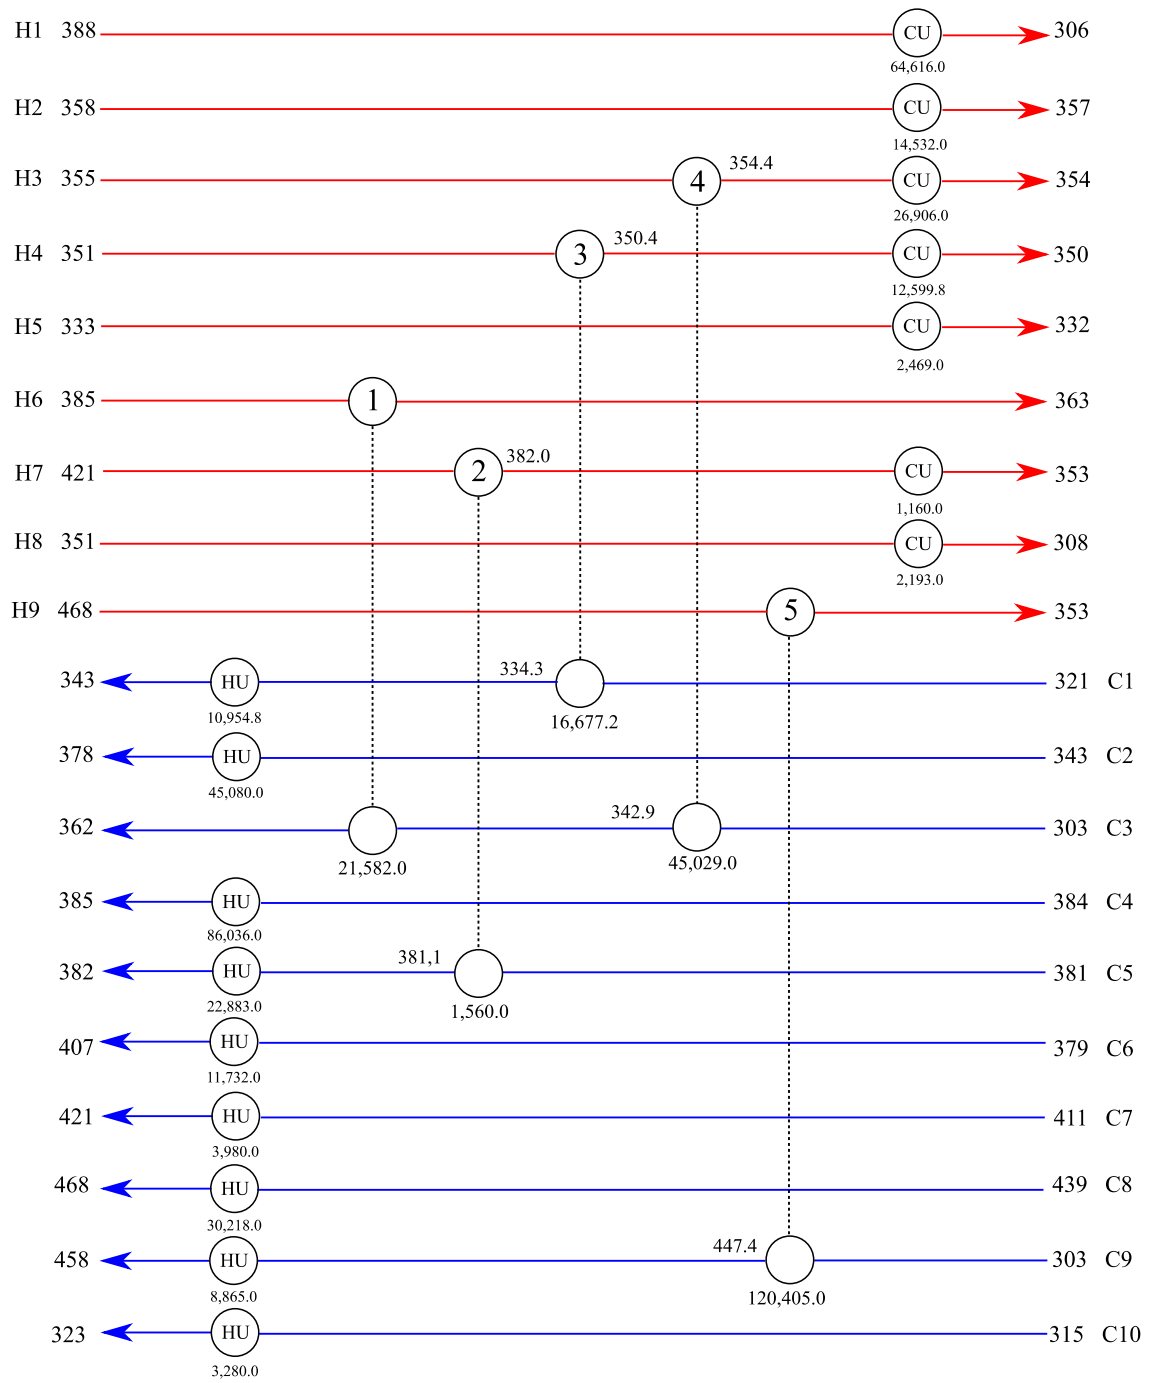 H1 388 CU 306
64,616.0
H2 358 CU 357
14,532.0
H3 355 4 354.4 CU 354
26,906.0
H4 351 3 350.4 CU 350
12,599.8
H5 333 CU 332
2,469.0
H6 385 1 363
H7 421 2 382.0 CU 353
1,160.0
H8 351 CU 308
2,193.0
H9 468 5 353
343 HU 334.3 321 C1
10,954.8 16,677.2
378 HU 343 C2
45,080.0
362 342.9 303 C3
21,582.0 45,029.0
385 HU 384 C4
86,036.0
382 HU 381,1 381 C5
22,883.0 1,560.0
407 HU 379 C6
11,732.0
421 HU 411 C7
3,980.0
468 HU 439 C8
30,218.0
458 HU 447.4 303 C9
8,865.0 120,405.0
323 HU 315 C10
3,280.0